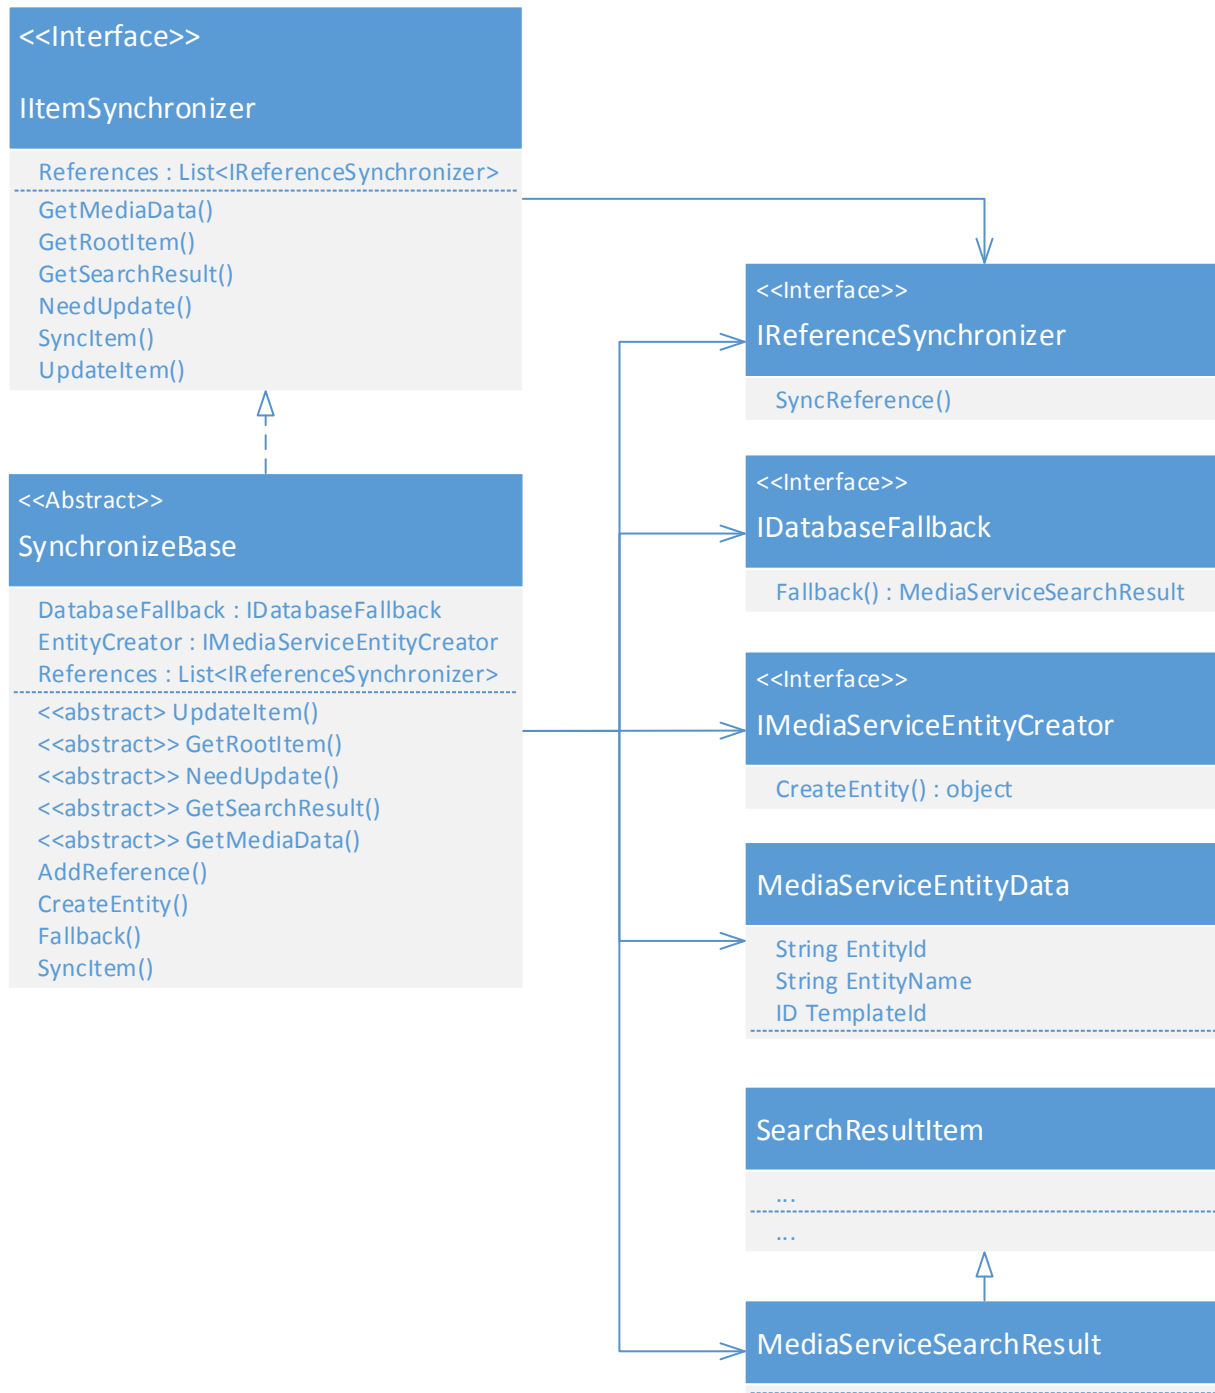 <<Interface>>
IItemSynchronizer
References : List<IReferenceSynchronizer>
GetMediaData()
GetRootItem()
GetSearchResult()
NeedUpdate()
SyncItem()
UpdateItem()
<<Abstract>>
SynchronizeBase
DatabaseFallback : IDatabaseFallback
EntityCreator : IMediaServiceEntityCreator
References : List<IReferenceSynchronizer>
<<abstract> UpdateItem()
<<abstract>> GetRootItem()
<<abstract>> NeedUpdate()
<<abstract>> GetSearchResult()
<<abstract>> GetMediaData()
AddReference()
CreateEntity()
Fallback()
SyncItem()
<<Interface>>
IReferenceSynchronizer
SyncReference()
<<Interface>>
IDatabaseFallback
Fallback() : MediaServiceSearchResult
<<Interface>>
IMediaServiceEntityCreator
CreateEntity() : object
MediaServiceEntityData
String EntityId
String EntityName
ID TemplateId
SearchResultItem
...
...
MediaServiceSearchResult